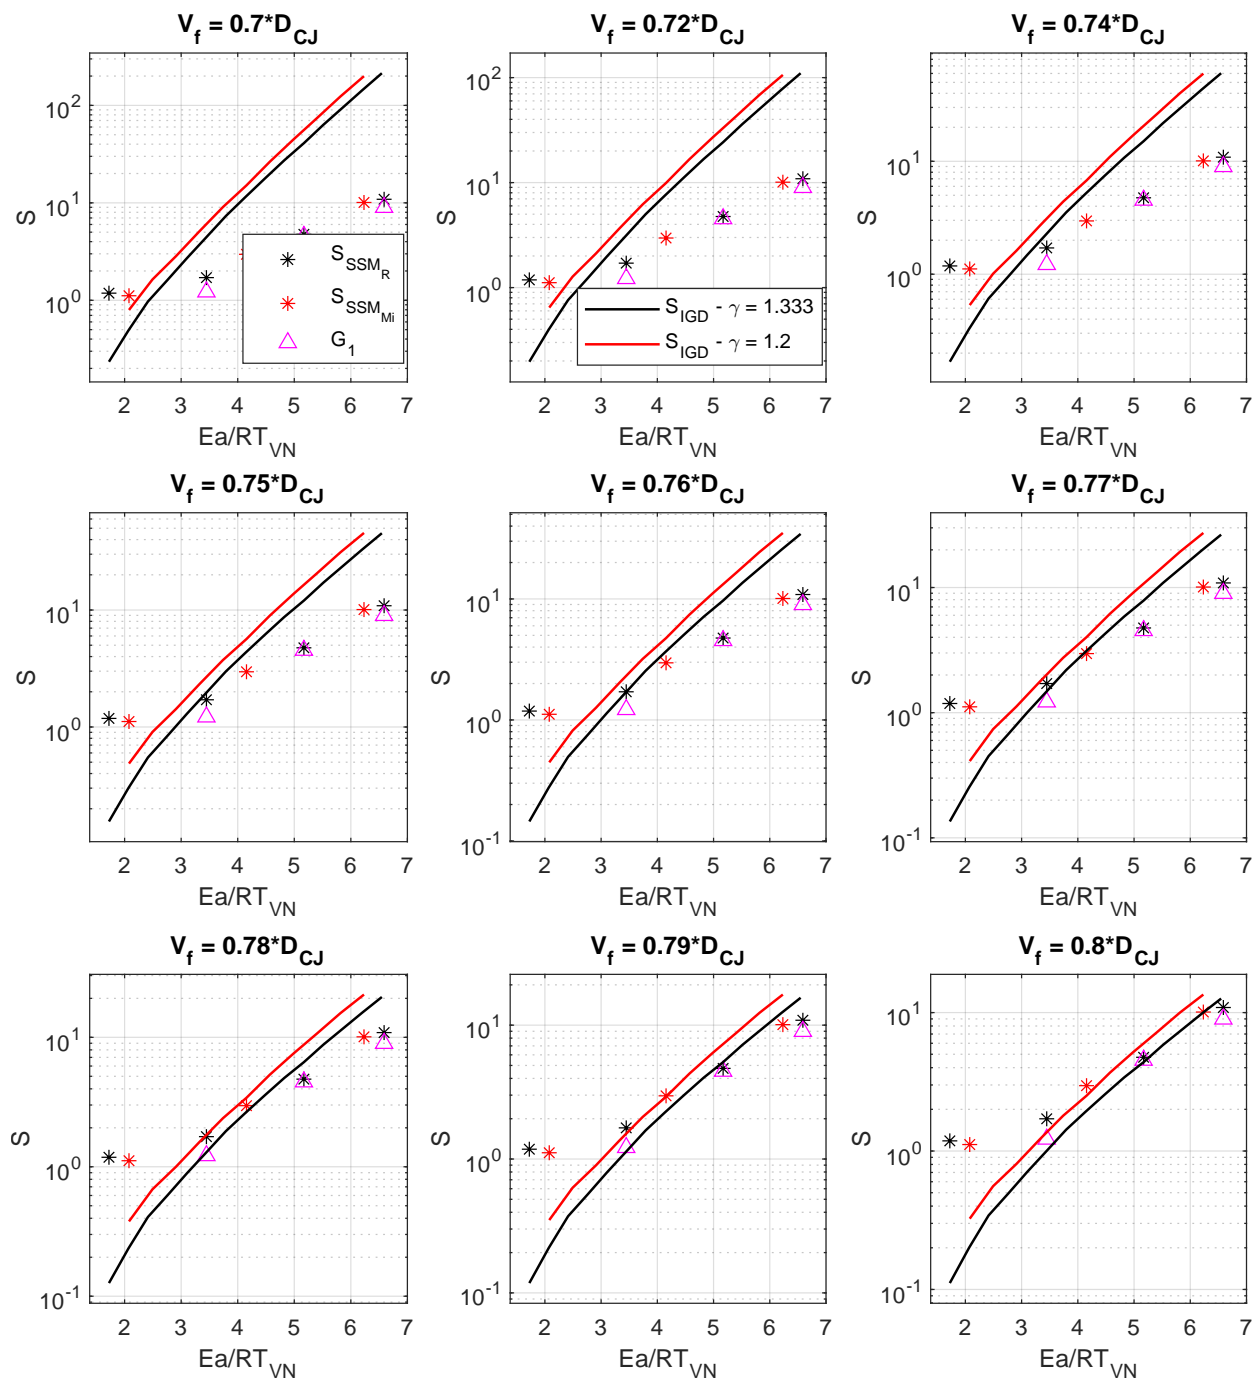 V_f = 0.7*D_CJ
V_f = 0.72*D_CJ
V_f = 0.74*D_CJ
10^2
10^1
10^0
S
S_SSM_R
S_SSM_Mi
G_1
2 3 4 5 6 7
Ea/RT_VN
10^2
10^1
10^0
S
S_IGD - γ = 1.333
S_IGD - γ = 1.2
2 3 4 5 6 7
Ea/RT_VN
10^1
10^0
S
2 3 4 5 6 7
Ea/RT_VN
V_f = 0.75*D_CJ
V_f = 0.76*D_CJ
V_f = 0.77*D_CJ
10^1
10^0
S
2 3 4 5 6 7
Ea/RT_VN
10^1
10^0
10^-1
S
2 3 4 5 6 7
Ea/RT_VN
10^1
10^0
10^-1
S
2 3 4 5 6 7
Ea/RT_VN
V_f = 0.78*D_CJ
V_f = 0.79*D_CJ
V_f = 0.8*D_CJ
10^1
10^0
10^-1
S
2 3 4 5 6 7
Ea/RT_VN
10^1
10^0
10^-1
S
2 3 4 5 6 7
Ea/RT_VN
10^1
10^0
10^-1
S
2 3 4 5 6 7
Ea/RT_VN